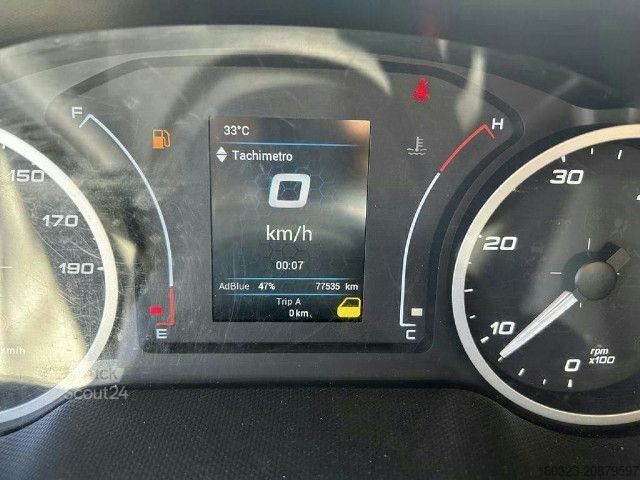 F
H
33°C
Tachimetro
0
km/h
00:07
AdBlue 47% 77535 km
Trip A
0 km
E
C
150
170
190
km/h
30
20
10
0
rpm
x100
Truck
Scout24